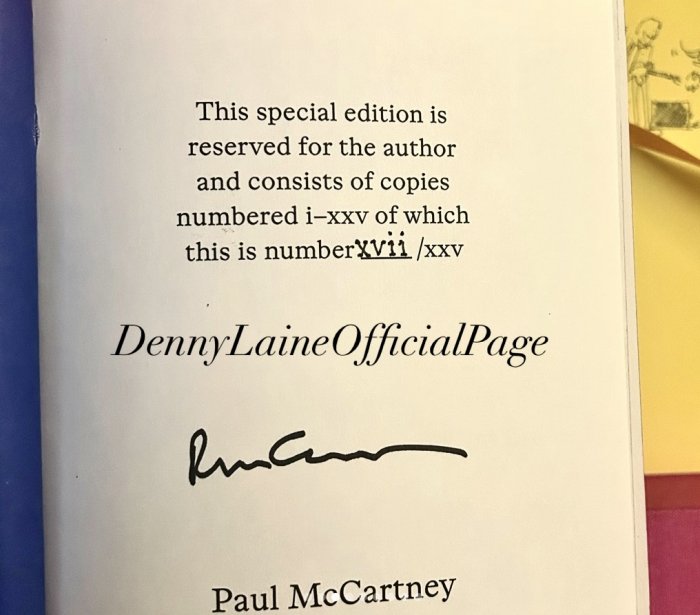 This special edition is
reserved for the author
and consists of copies
numbered i–xxv of which
this is number xvii /xxv
DennyLaineOfficialPage
Paul McCartney